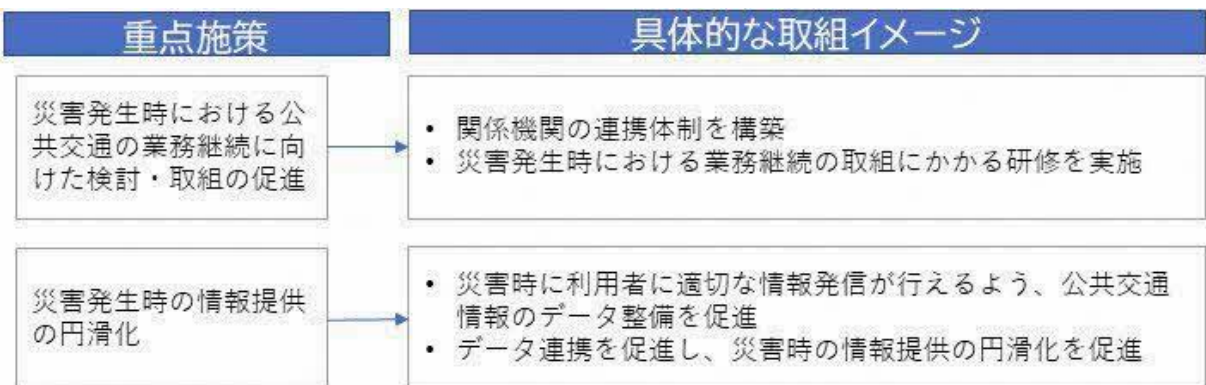 重点施策
具体的な取組イメージ
災害発生時における公
共交通の業務継続に向
けた検討・取組の促進
• 関係機関の連携体制を構築
• 災害発生時における業務継続の取組にかかる研修を実施
災害発生時の情報提供
の円滑化
• 災害時に利用者に適切な情報発信が行えるよう、公共交通
情報のデータ整備を促進
• データ連携を促進し、災害時の情報提供の円滑化を促進